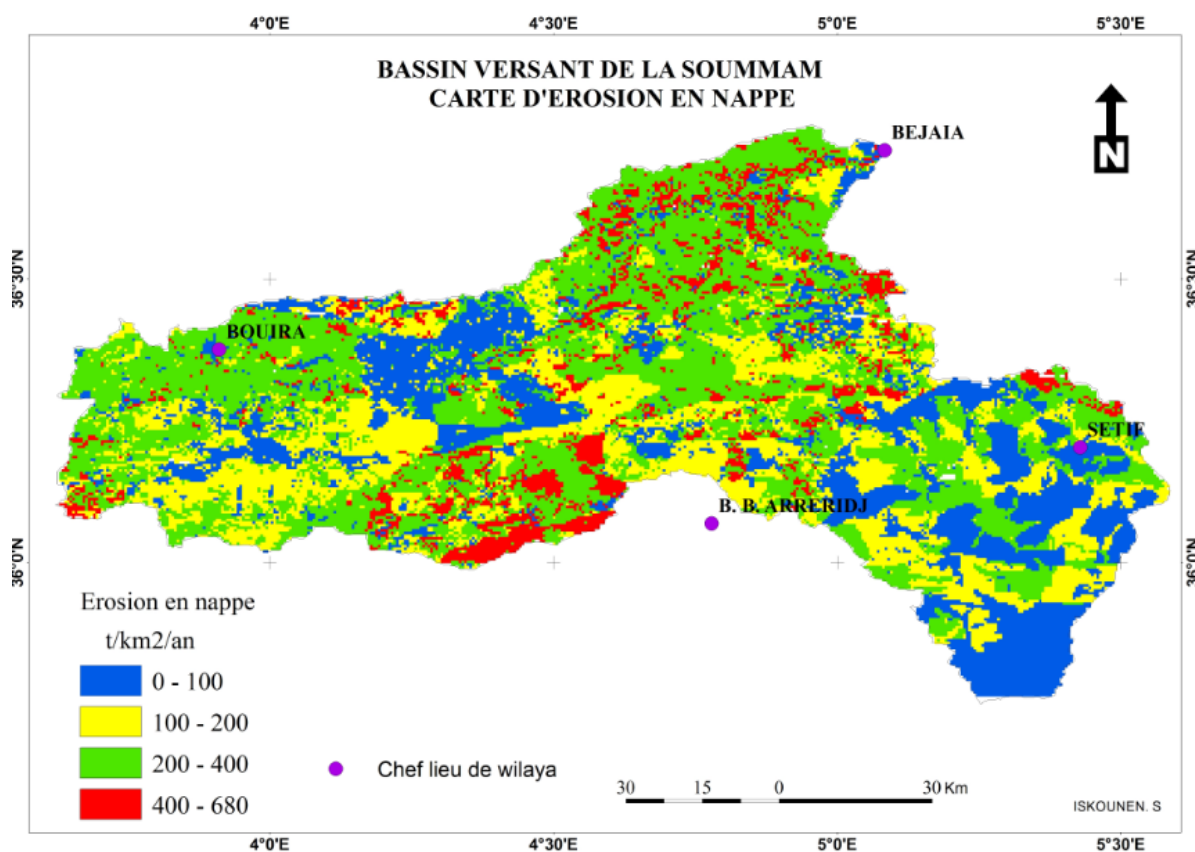 4°0'E 4°30'E 5°0'E 5°30'E
BASSIN VERSANT DE LA SOUMMAM
CARTE D'EROSION EN NAPPE
BEJAIA
N
36°30'N 36°30'N
BOUIRA
SETIF
B. B. ARRERIDJ
36°0'N 36°0'N
Erosion en nappe
t/km2/an
0 - 100
100 - 200
200 - 400
400 - 680
Chef lieu de wilaya
30 15 0 30 Km
ISKOUNEN. S
4°0'E 4°30'E 5°0'E 5°30'E